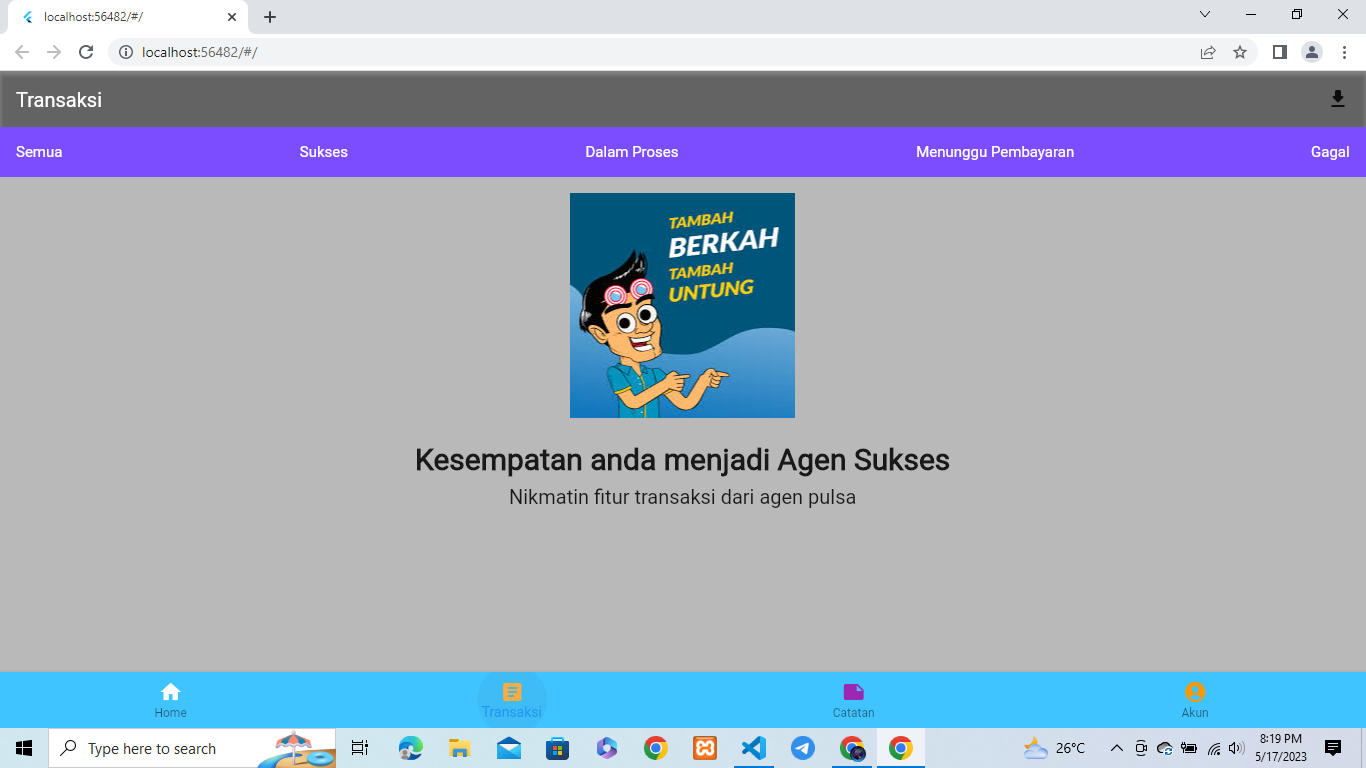 localhost:56482/#/
localhost:56482/#/
Transaksi
Semua Sukses Dalam Proses Menunggu Pembayaran Gagal
TAMBAH
BERKAH
TAMBAH
UNTUNG
Kesempatan anda menjadi Agen Sukses
Nikmatin fitur transaksi dari agen pulsa
Home Transaksi Catatan Akun
Type here to search
26°C
8:19 PM
5/17/2023